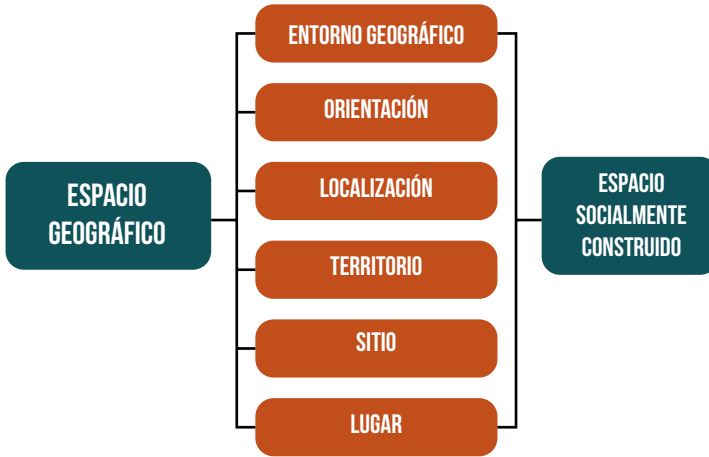 ESPACIO
GEOGRÁFICO
ENTORNO GEOGRÁFICO
ORIENTACIÓN
LOCALIZACIÓN
TERRITORIO
SITIO
LUGAR
ESPACIO
SOCIALMENTE
CONSTRUIDO